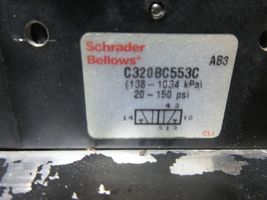 Schrader
Bellows®
AB3
C320BC553C
(138-1034 kPa)
20-150 psi
4 2
14 12
5 1 3
CLI